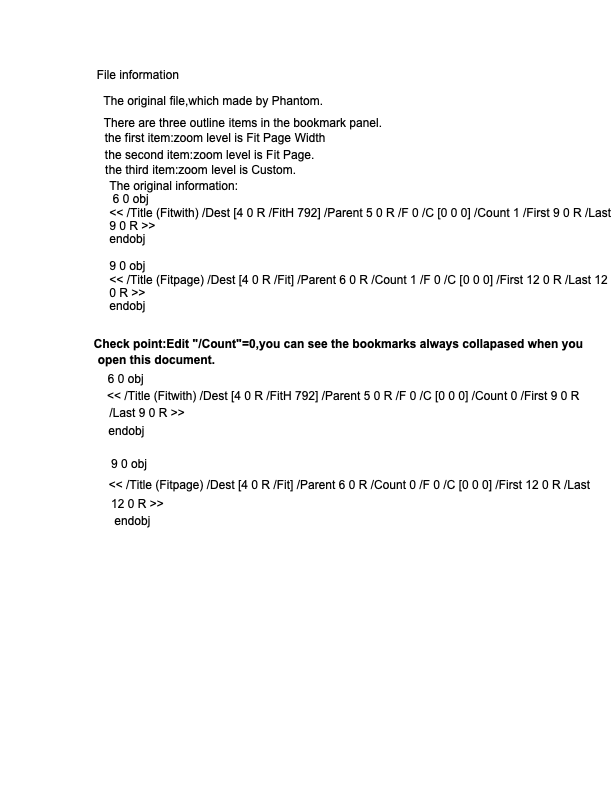 File information
The original file,which made by Phantom.
There are three outline items in the bookmark panel.
the first item:zoom level is Fit Page Width
the second item:zoom level is Fit Page.
the third item:zoom level is Custom.
The original information:
6 0 obj
<< /Title (Fitwith) /Dest [4 0 R /FitH 792] /Parent 5 0 R /F 0 /C [0 0 0] /Count 1 /First 9 0 R /Last
9 0 R >>
endobj
9 0 obj
<< /Title (Fitpage) /Dest [4 0 R /Fit] /Parent 6 0 R /Count 1 /F 0 /C [0 0 0] /First 12 0 R /Last 12
0 R >>
endobj
Check point:Edit "/Count"=0,you can see the bookmarks always collapased when you
open this document.
6 0 obj
<< /Title (Fitwith) /Dest [4 0 R /FitH 792] /Parent 5 0 R /F 0 /C [0 0 0] /Count 0 /First 9 0 R
/Last 9 0 R >>
endobj
9 0 obj
<< /Title (Fitpage) /Dest [4 0 R /Fit] /Parent 6 0 R /Count 0 /F 0 /C [0 0 0] /First 12 0 R /Last
12 0 R >>
endobj